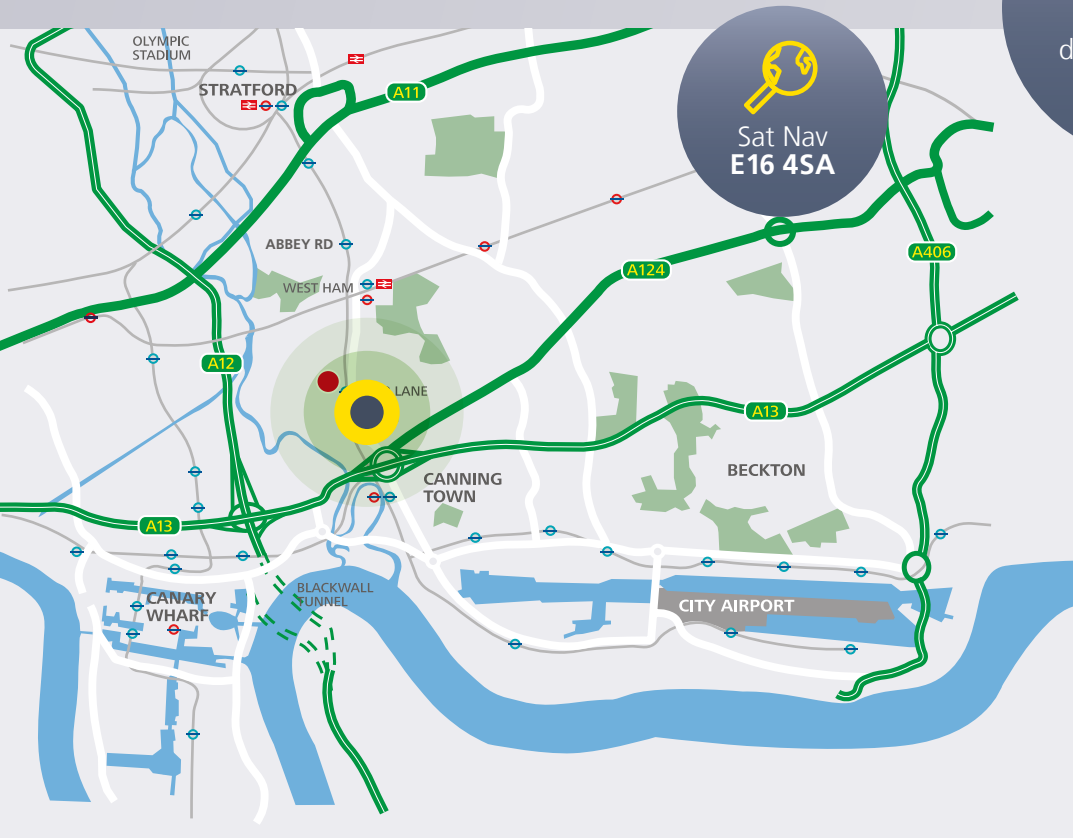 OLYMPIC
STADIUM
STRATFORD
A11
Sat Nav
E16 4SA
ABBEY RD
A406
A124
WEST HAM
A12
LANE
A13
BECKTON
CANNING
TOWN
A13
BLACKWALL
TUNNEL
CANARY
WHARF
CITY AIRPORT